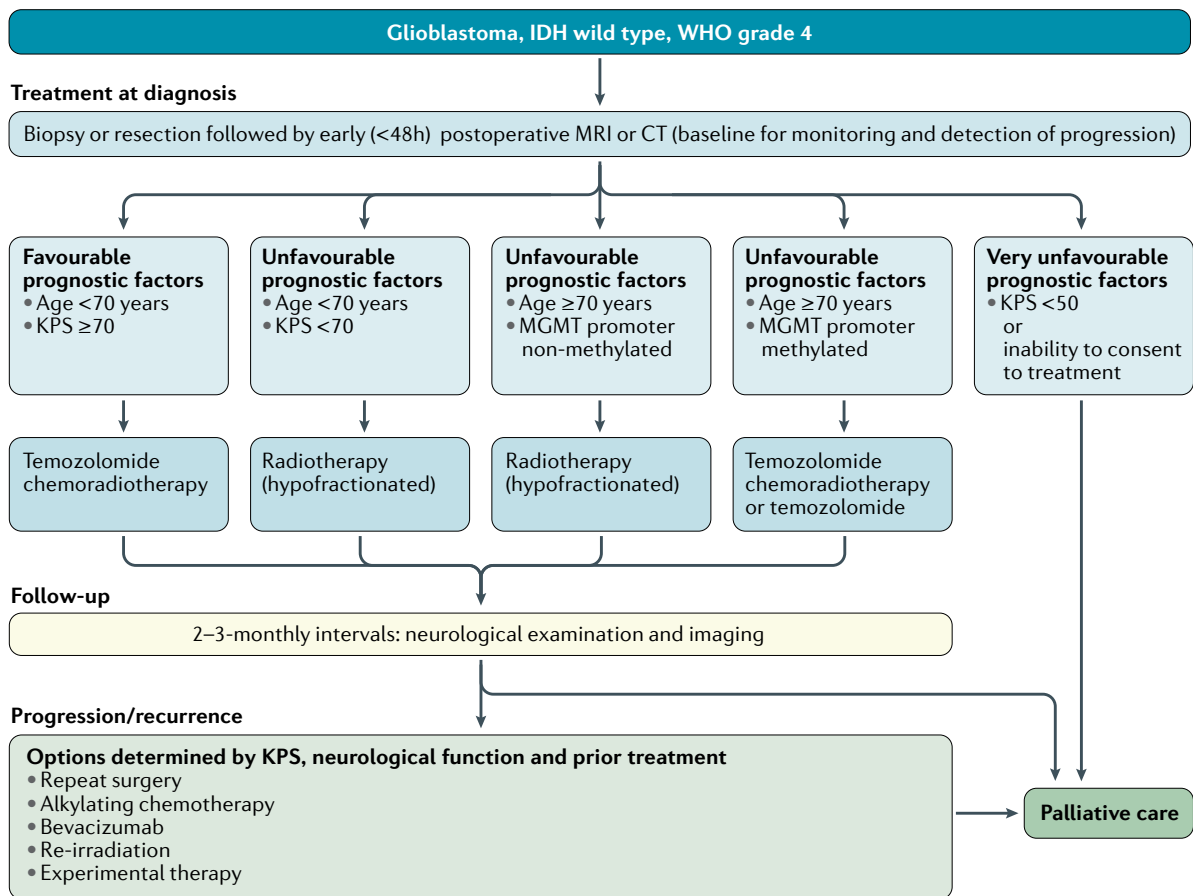 Glioblastoma, IDH wild type, WHO grade 4
Treatment at diagnosis
Biopsy or resection followed by early (<48h) postoperative MRI or CT (baseline for monitoring and detection of progression)
Favourable
prognostic factors
• Age <70 years
• KPS ≥70
Unfavourable
prognostic factors
• Age <70 years
• KPS <70
Unfavourable
prognostic factors
• Age ≥70 years
• MGMT promoter
non-methylated
Unfavourable
prognostic factors
• Age ≥70 years
• MGMT promoter
methylated
Very unfavourable
prognostic factors
• KPS <50
or
inability to consent
to treatment
Temozolomide
chemoradiotherapy
Radiotherapy
(hypofractionated)
Radiotherapy
(hypofractionated)
Temozolomide
chemoradiotherapy
or temozolomide
Follow-up
2–3-monthly intervals: neurological examination and imaging
Progression/recurrence
Options determined by KPS, neurological function and prior treatment
• Repeat surgery
• Alkylating chemotherapy
• Bevacizumab
• Re-irradiation
• Experimental therapy
Palliative care